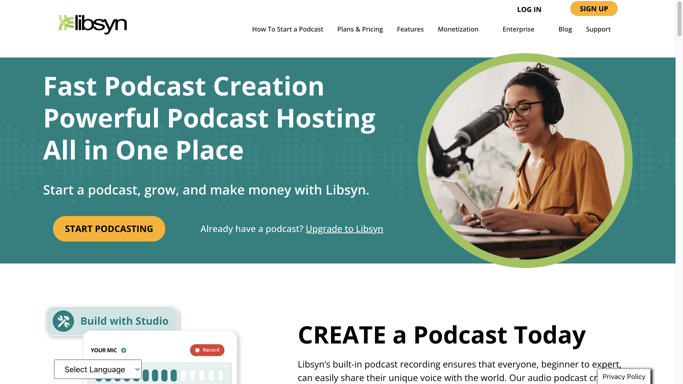 libsyn
LOG IN
SIGN UP
How To Start a Podcast
Plans & Pricing
Features
Monetization
Enterprise
Blog
Support
Fast Podcast Creation
Powerful Podcast Hosting
All in One Place
Start a podcast, grow, and make money with Libsyn.
START PODCASTING
Already have a podcast? Upgrade to Libsyn
Build with Studio
YOUR MIC
Record
Select Language
CREATE a Podcast Today
Libsyn's built-in podcast recording ensures that everyone, beginner to expert,
can easily share their unique voice with the world. Our audio podcast cr
Privacy Policy